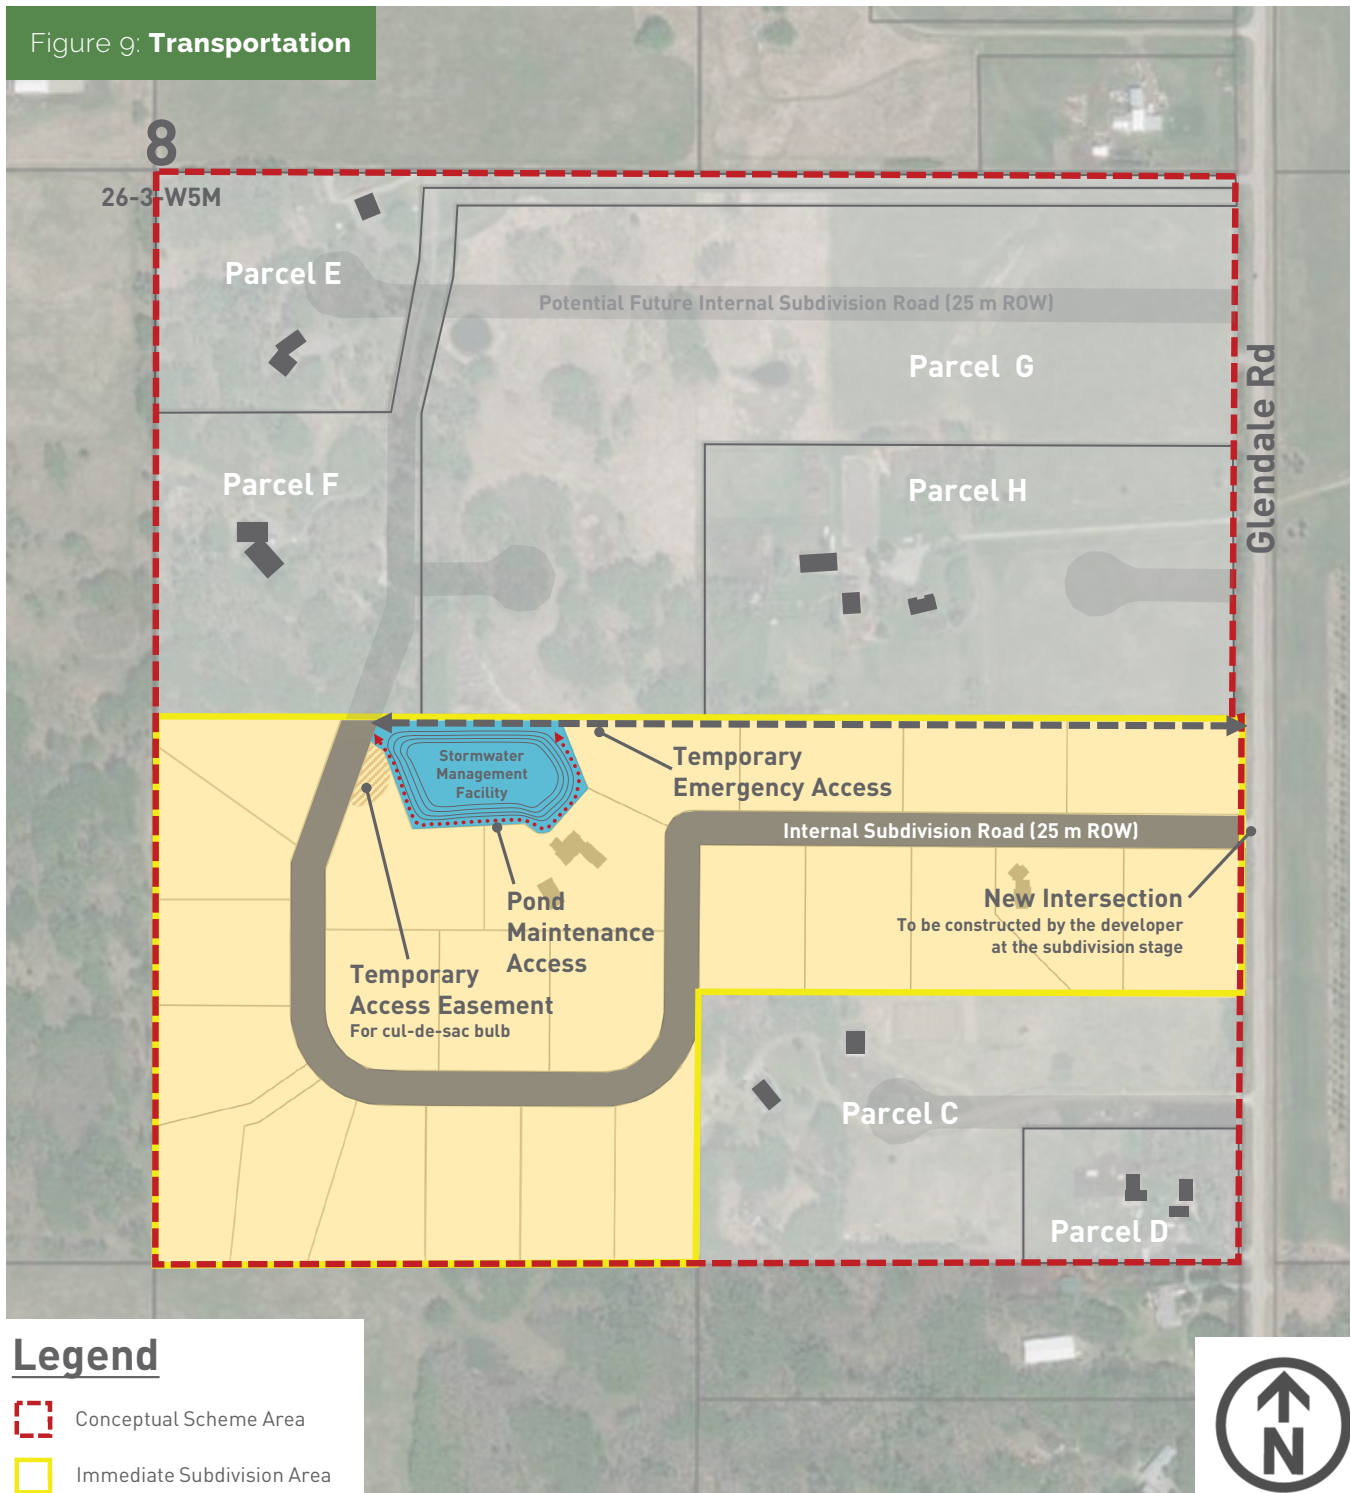 Figure 9: Transportation
8
26-3-W5M
Parcel E
Potential Future Internal Subdivision Road (25 m ROW)
Parcel G
Glendale Rd
Parcel F
Parcel H
Stormwater
Management
Facility
Temporary
Emergency Access
Internal Subdivision Road (25 m ROW)
Pond
Maintenance
Access
New Intersection
To be constructed by the developer
at the subdivision stage
Temporary
Access Easement
For cul-de-sac bulb
Parcel C
Parcel D
Legend
Conceptual Scheme Area
Immediate Subdivision Area
N